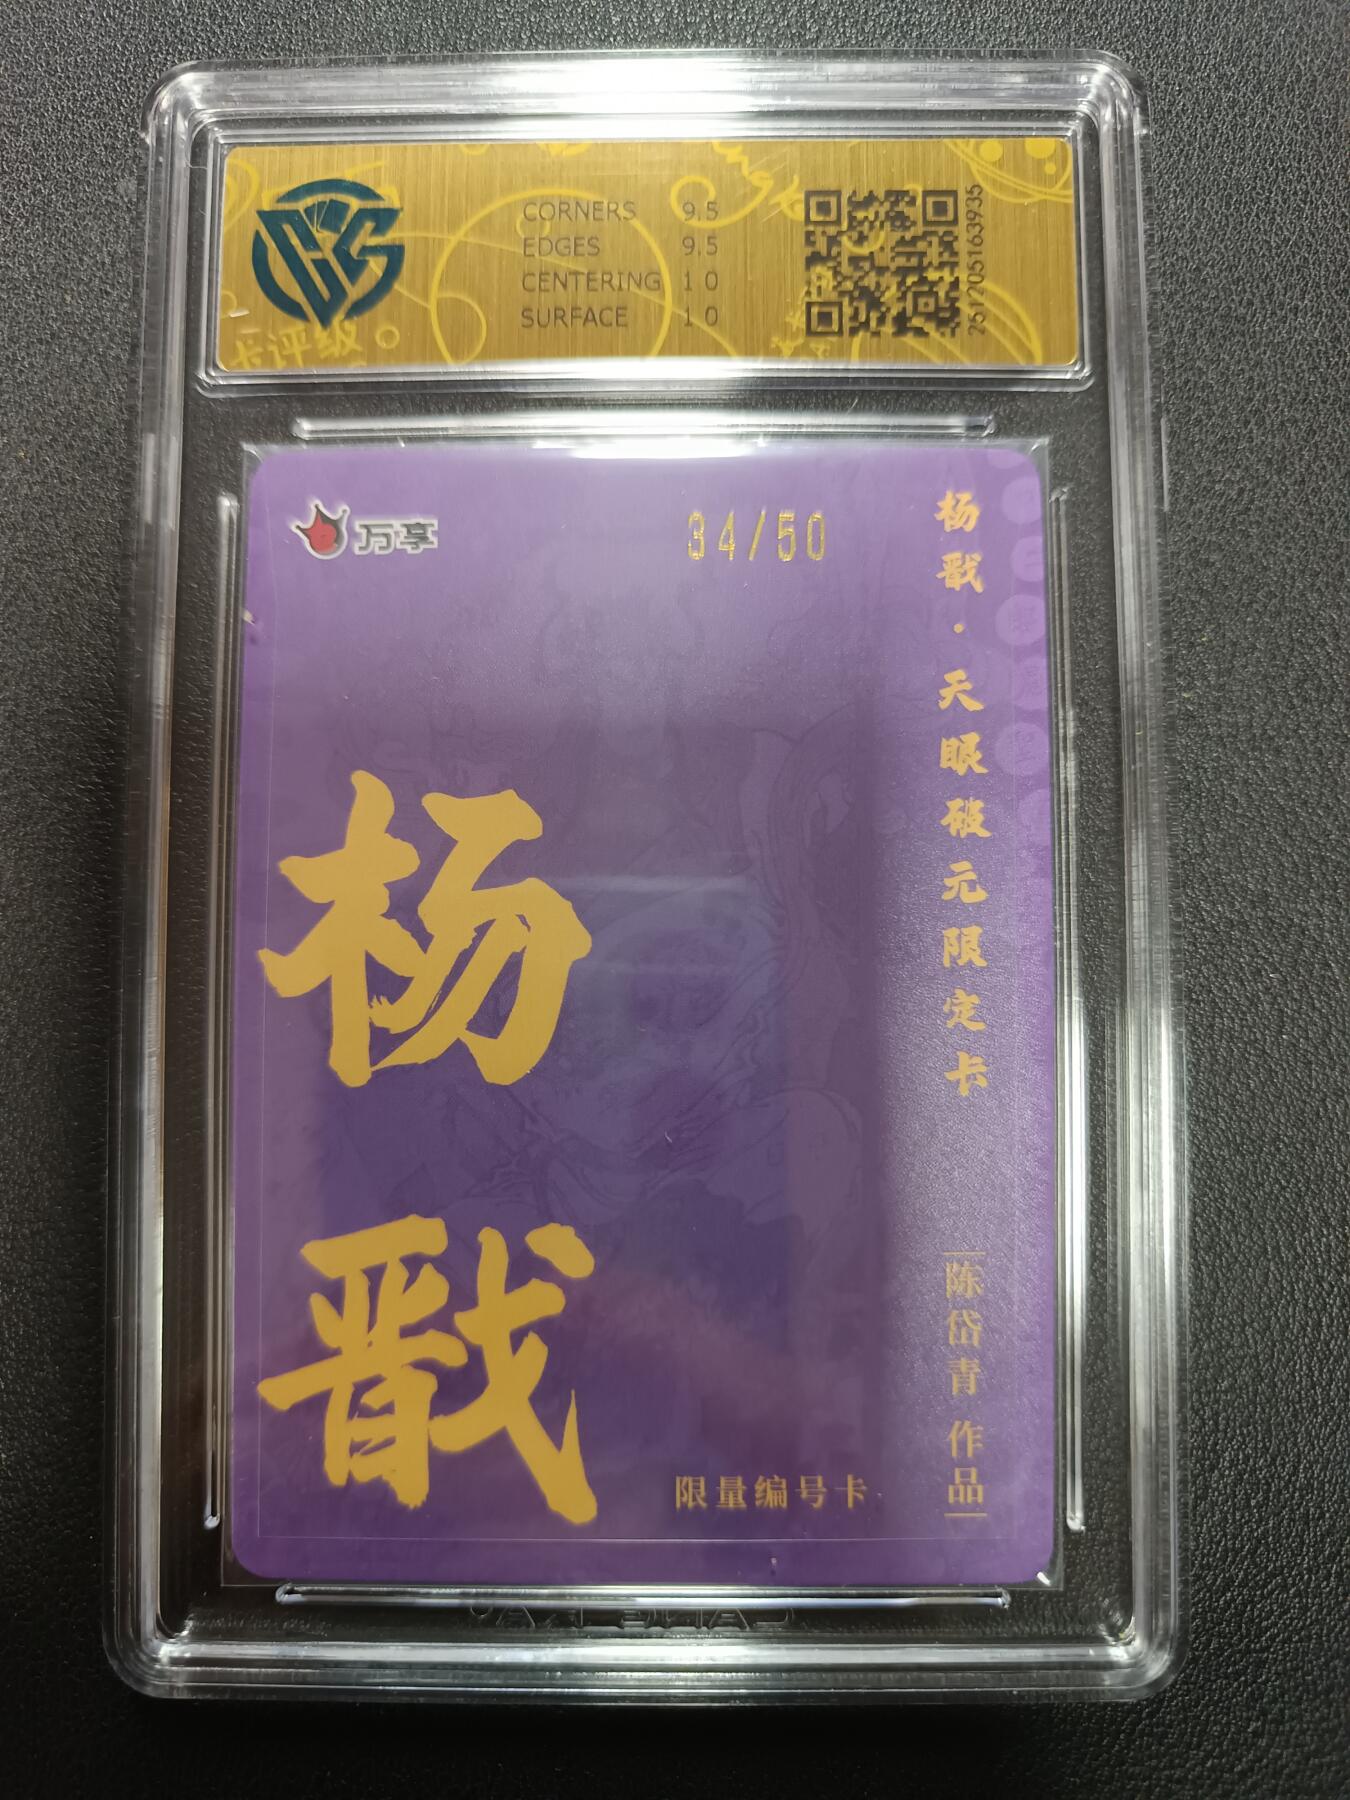 CORNERS 9.5
EDGES 9.5
CENTERING 10
SURFACE 10
251205163935
卡评级
万享
34/50
杨戬·天眼破元限定卡
杨戬
陈岱青 作品
限量编号卡